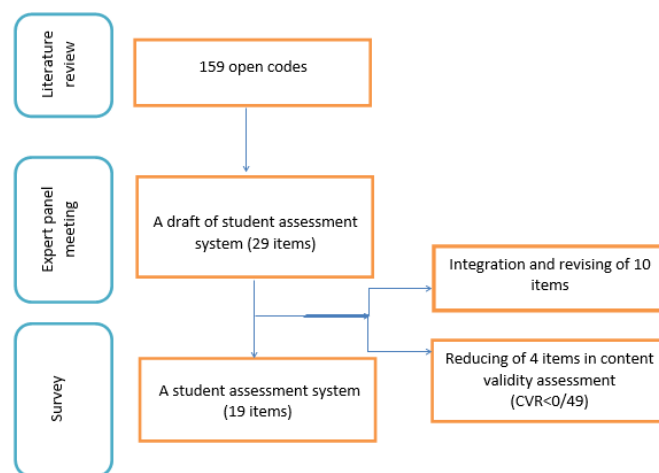 Literature
review
159 open codes
Expert panel
meeting
A draft of student assessment
system (29 items)
Integration and revising of 10
items
Reducing of 4 items in content
validity assessment
(CVR<0/49)
Survey
A student assessment system
(19 items)